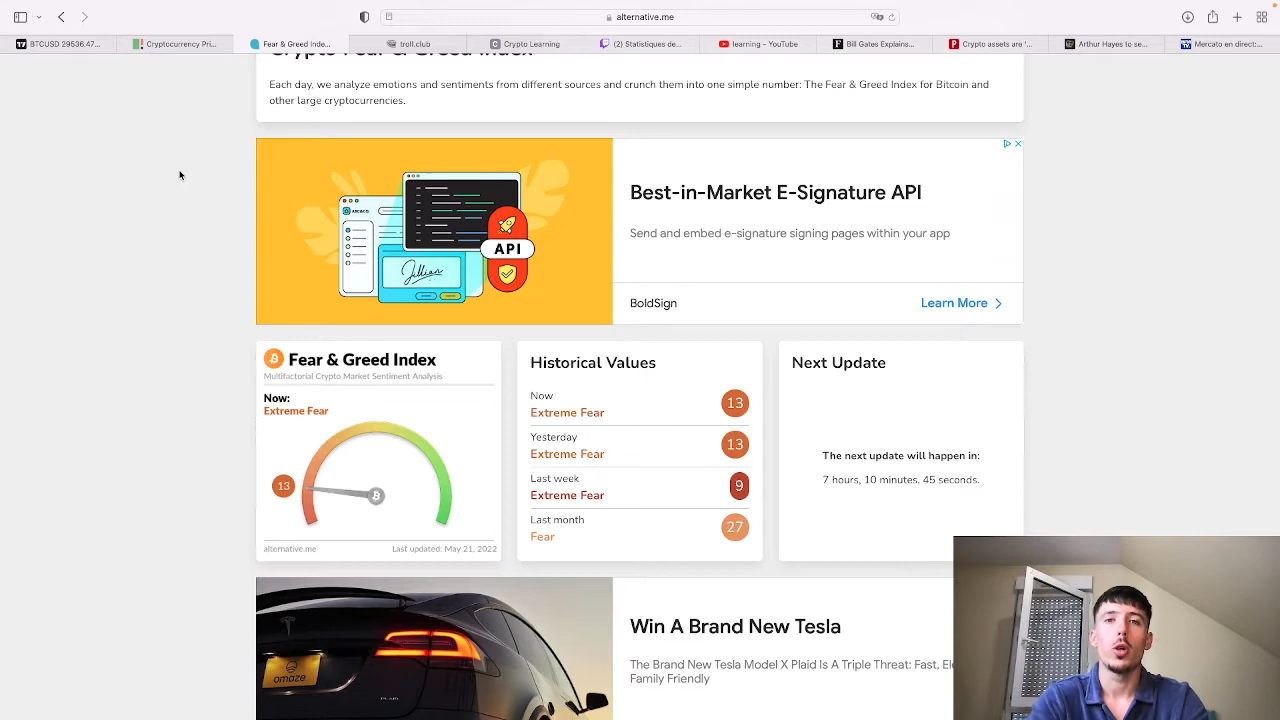 alternative.me
BTCUSD 29536.47...
Cryptocurrency Pri...
Fear & Greed Inde...
troll.club
Crypto Learning
(2) Statistiques de...
learning – YouTube
Bill Gates Explains...
Crypto assets are '...
Arthur Hayes to se...
Mercato en direct:...
Crypto Fear & Greed Index
Each day, we analyze emotions and sentiments from different sources and crunch them into one simple number: The Fear & Greed Index for Bitcoin and
other large cryptocurrencies.
API
Jillian
Best-in-Market E-Signature API
Send and embed e-signature signing pages within your app
BoldSign
Learn More
Fear & Greed Index
Multifactorial Crypto Market Sentiment Analysis
Now:
Extreme Fear
13
alternative.me
Last updated: May 21, 2022
Historical Values
Now
Extreme Fear
13
Yesterday
Extreme Fear
13
Last week
Extreme Fear
9
Last month
Fear
27
Next Update
The next update will happen in:
7 hours, 10 minutes, 45 seconds.
omaze
PLAID
Win A Brand New Tesla
The Brand New Tesla Model X Plaid Is A Triple Threat: Fast, Ele
Family Friendly